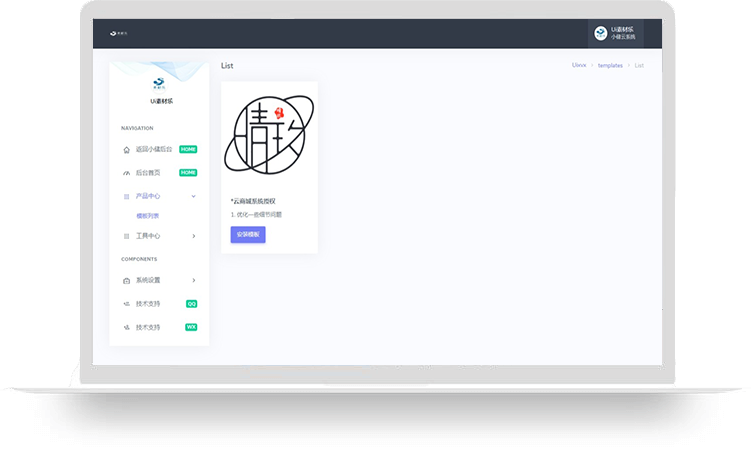 Ui素材乐
小储云系统
List
Uisvx › templates › List
Ui素材乐
NAVIGATION
返回小储后台 HOME
后台首页 HOME
产品中心
模板列表
工具中心
COMPONENTS
系统设置
技术支持 QQ
技术支持 WX
*云商城系统授权
1. 优化一些细节问题
安装模板